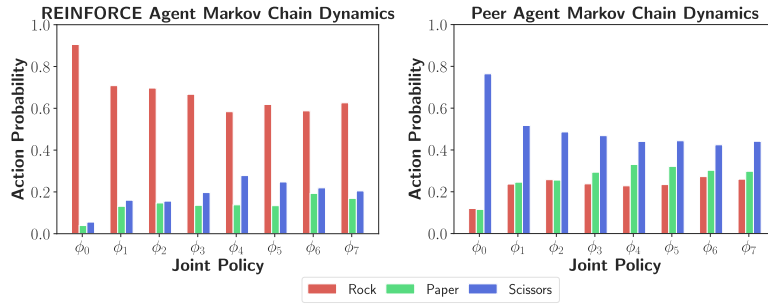 REINFORCE Agent Markov Chain Dynamics
1.0
0.8
0.6
0.4
0.2
0.0
Action Probability
ϕ0 ϕ1 ϕ2 ϕ3 ϕ4 ϕ5 ϕ6 ϕ7
Joint Policy
Peer Agent Markov Chain Dynamics
1.0
0.8
0.6
0.4
0.2
0.0
Action Probability
ϕ0 ϕ1 ϕ2 ϕ3 ϕ4 ϕ5 ϕ6 ϕ7
Joint Policy
Rock Paper Scissors